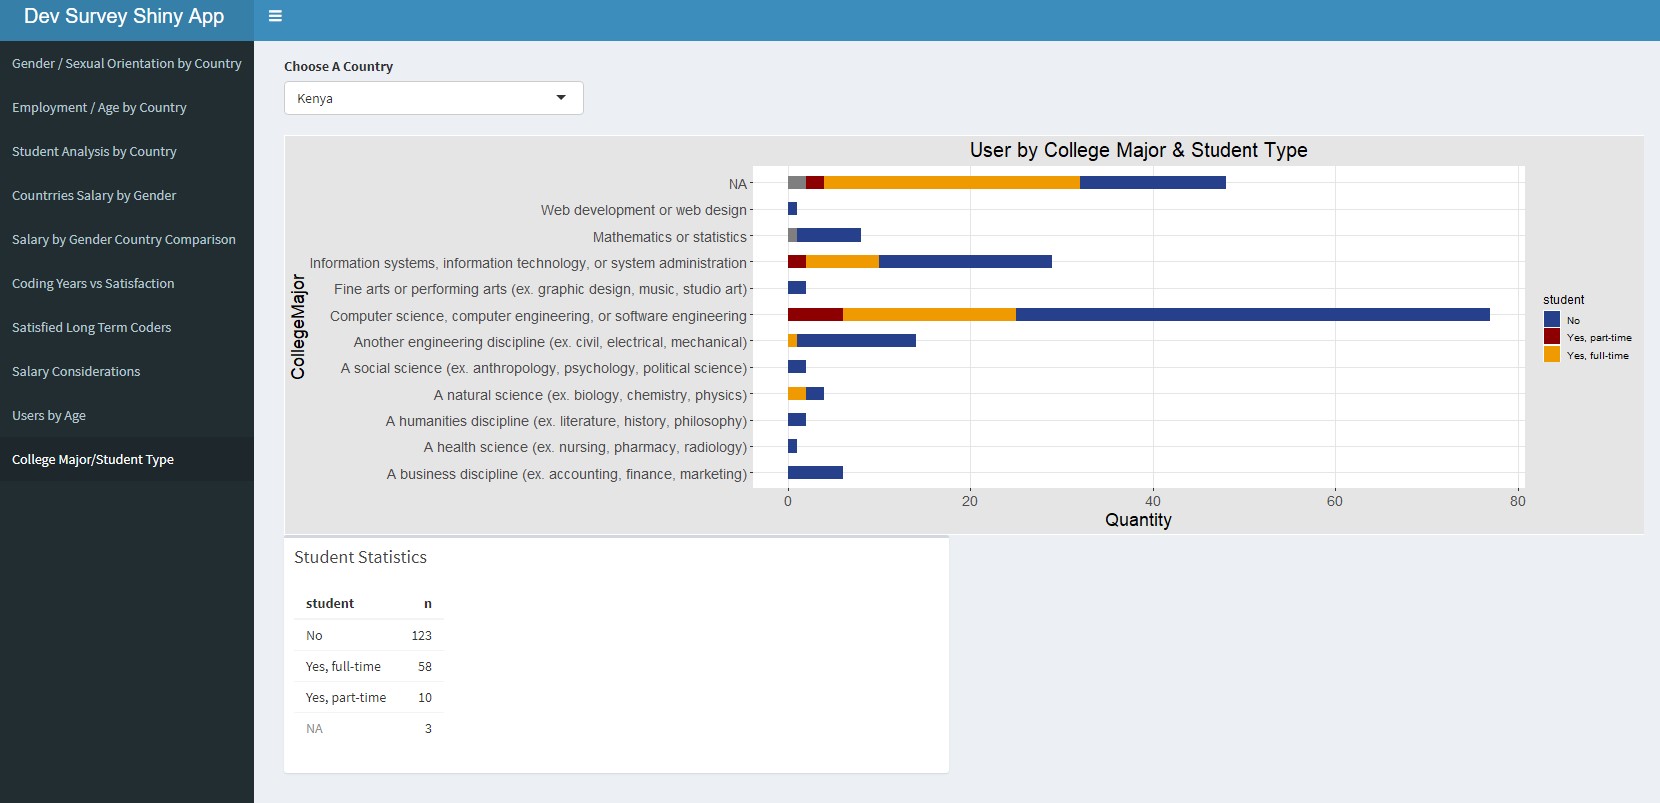 Dev Survey Shiny App
Gender / Sexual Orientation by Country
Employment / Age by Country
Student Analysis by Country
Countrries Salary by Gender
Salary by Gender Country Comparison
Coding Years vs Satisfaction
Satisfied Long Term Coders
Salary Considerations
Users by Age
College Major/Student Type
Choose A Country
Kenya
User by College Major & Student Type
CollegeMajor
NA
Web development or web design
Mathematics or statistics
Information systems, information technology, or system administration
Fine arts or performing arts (ex. graphic design, music, studio art)
Computer science, computer engineering, or software engineering
Another engineering discipline (ex. civil, electrical, mechanical)
A social science (ex. anthropology, psychology, political science)
A natural science (ex. biology, chemistry, physics)
A humanities discipline (ex. literature, history, philosophy)
A health science (ex. nursing, pharmacy, radiology)
A business discipline (ex. accounting, finance, marketing)
0 20 40 60 80
Quantity
student
No
Yes, part-time
Yes, full-time
Student Statistics
student n
No 123
Yes, full-time 58
Yes, part-time 10
NA 3